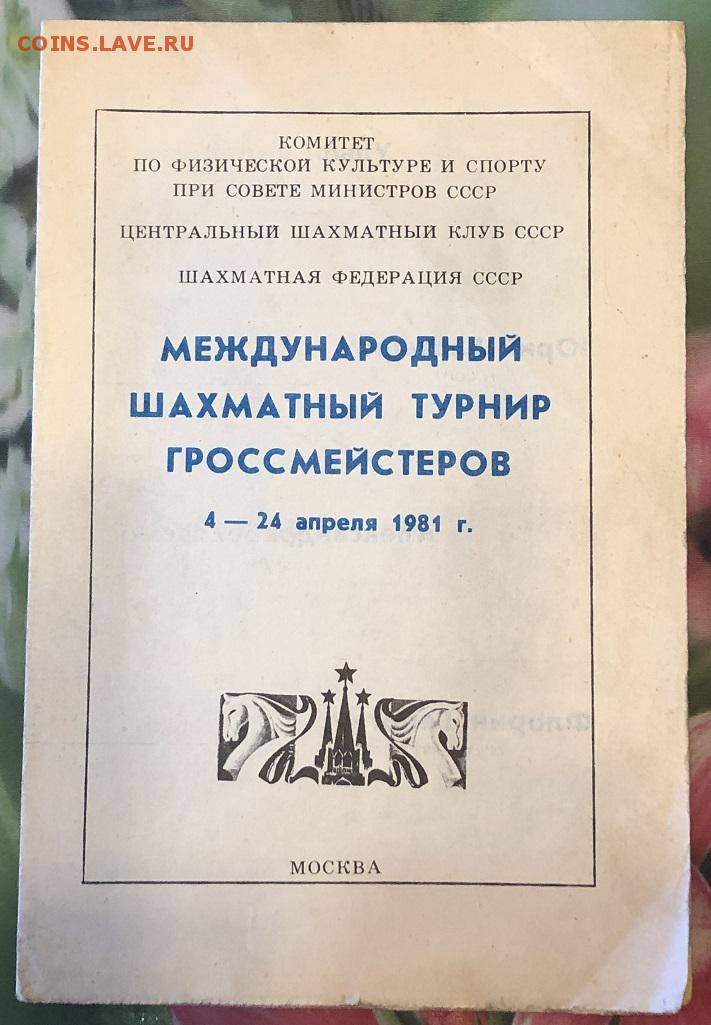 COINS.LAVE.RU
КОМИТЕТ
ПО ФИЗИЧЕСКОЙ КУЛЬТУРЕ И СПОРТУ
ПРИ СОВЕТЕ МИНИСТРОВ СССР
ЦЕНТРАЛЬНЫЙ ШАХМАТНЫЙ КЛУБ СССР
ШАХМАТНАЯ ФЕДЕРАЦИЯ СССР
МЕЖДУНАРОДНЫЙ
ШАХМАТНЫЙ ТУРНИР
ГРОССМЕЙСТЕРОВ
4 — 24 апреля 1981 г.
МОСКВА